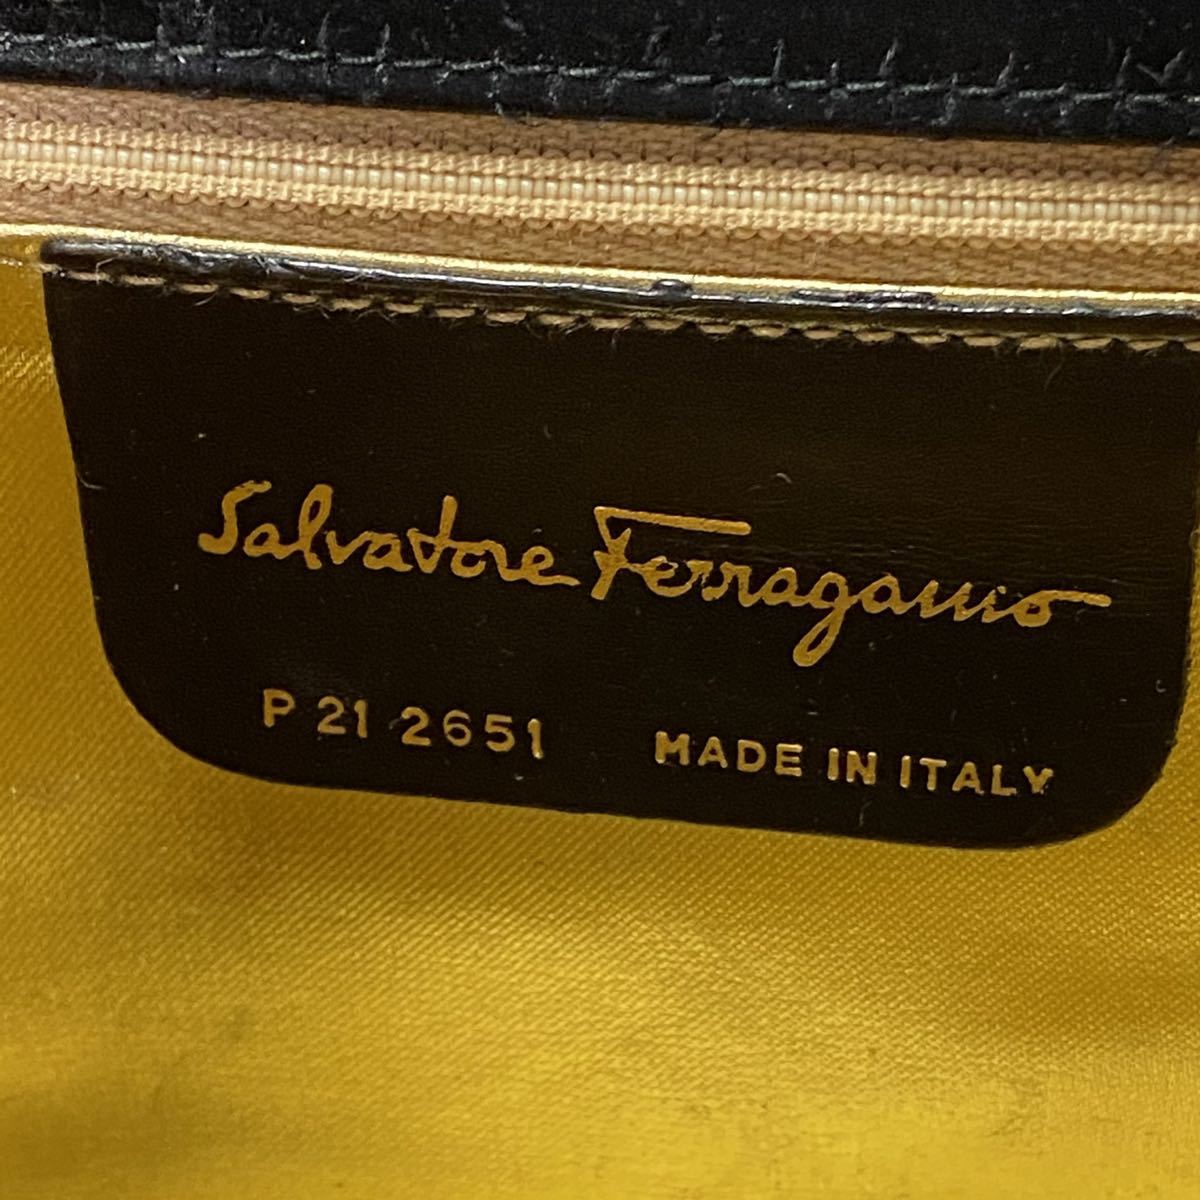 Salvatore Ferragamo
P 21 2651 MADE IN ITALY